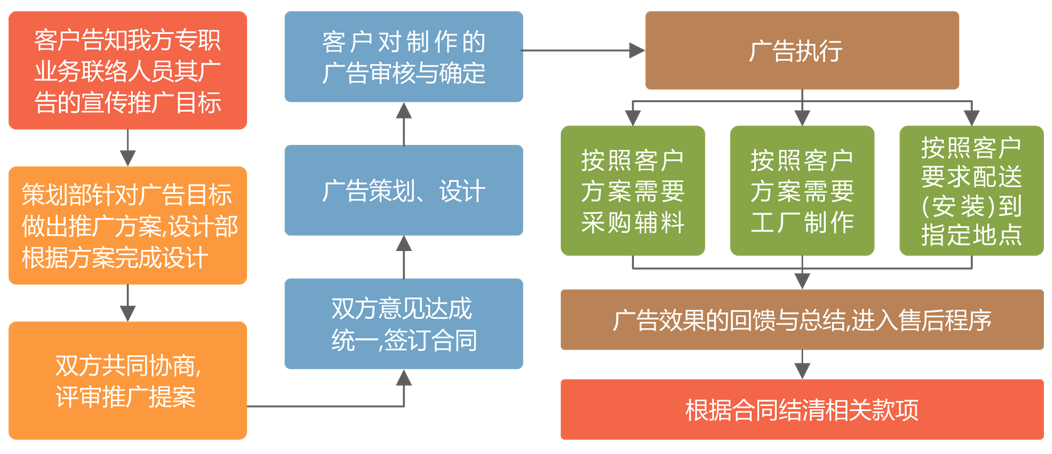 客户告知我方专职
业务联络人员其广
告的宣传推广目标
策划部针对广告目标
做出推广方案,设计部
根据方案完成设计
双方共同协商,
评审推广提案
双方意见达成
统一,签订合同
广告策划、设计
客户对制作的
广告审核与确定
广告执行
按照客户
方案需要
采购辅料
按照客户
方案需要
工厂制作
按照客户
要求配送
(安装)到
指定地点
广告效果的回馈与总结,进入售后程序
根据合同结清相关款项